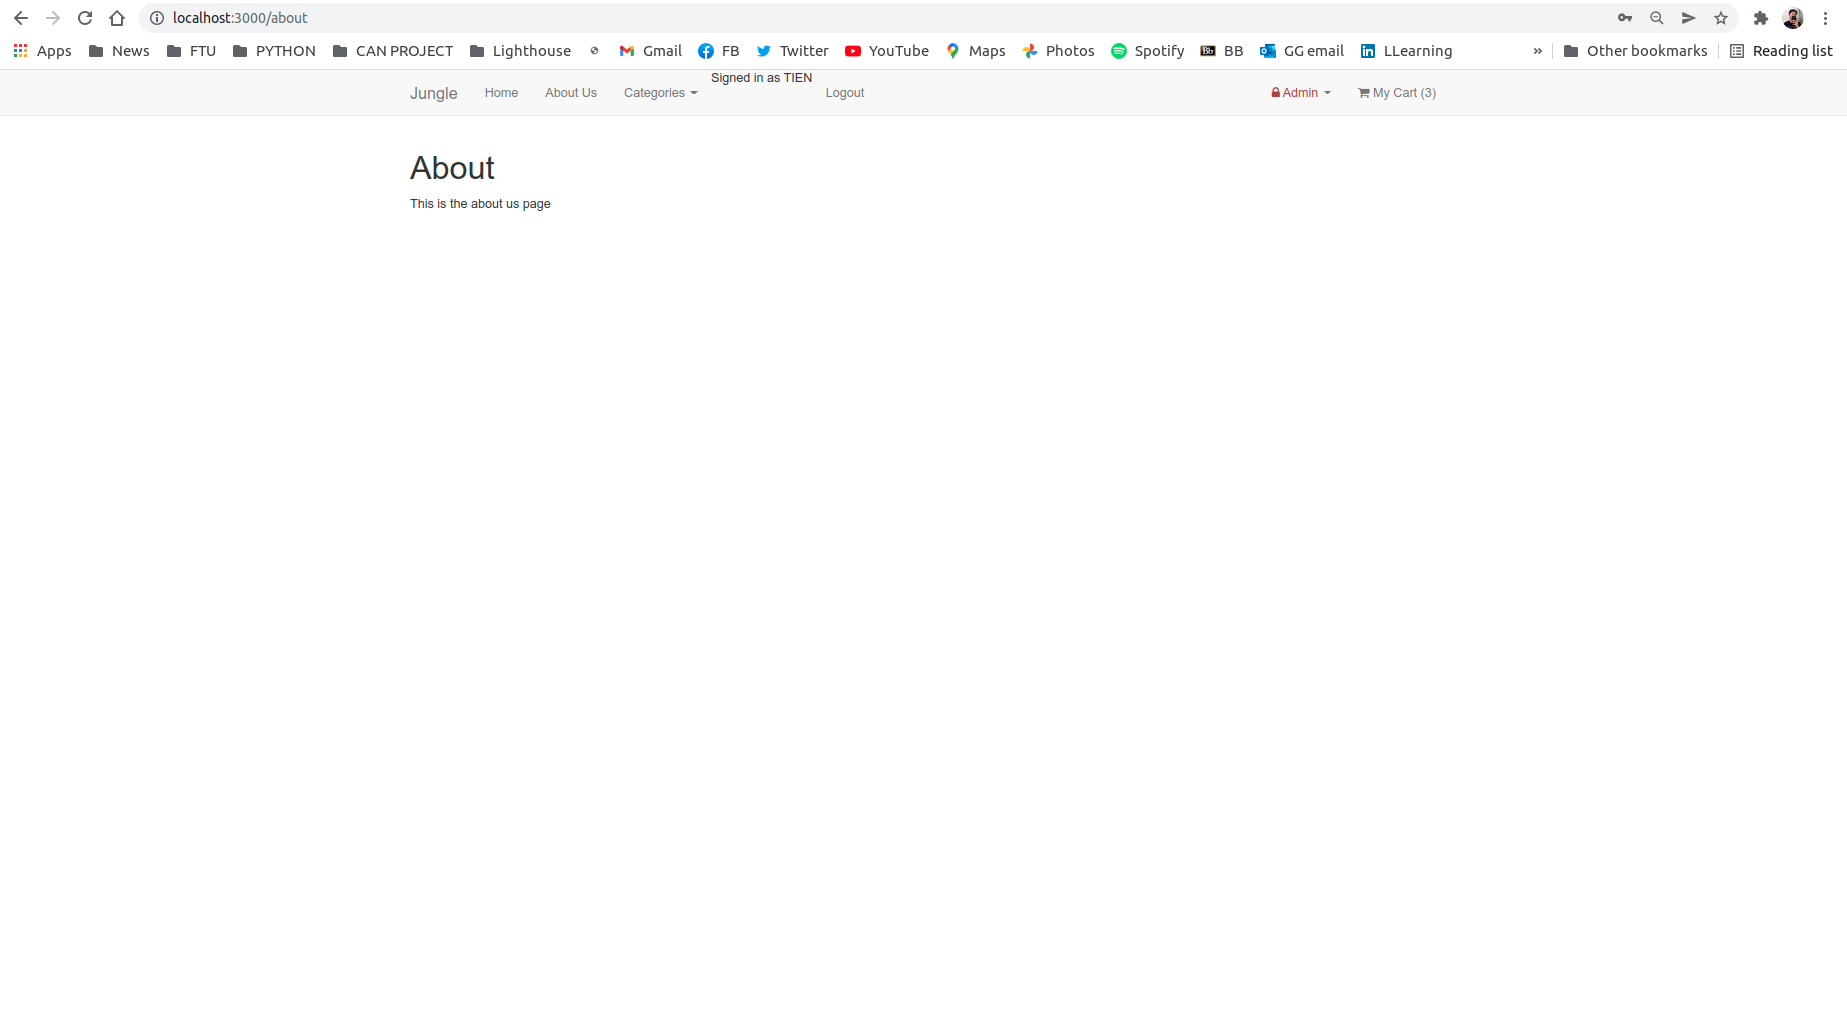 localhost:3000/about
Apps News FTU PYTHON CAN PROJECT Lighthouse Gmail FB Twitter YouTube Maps Photos Spotify Bb BB GG email LLearning » Other bookmarks Reading list
Jungle Home About Us Categories Signed in as TIEN Logout Admin My Cart (3)
About
This is the about us page